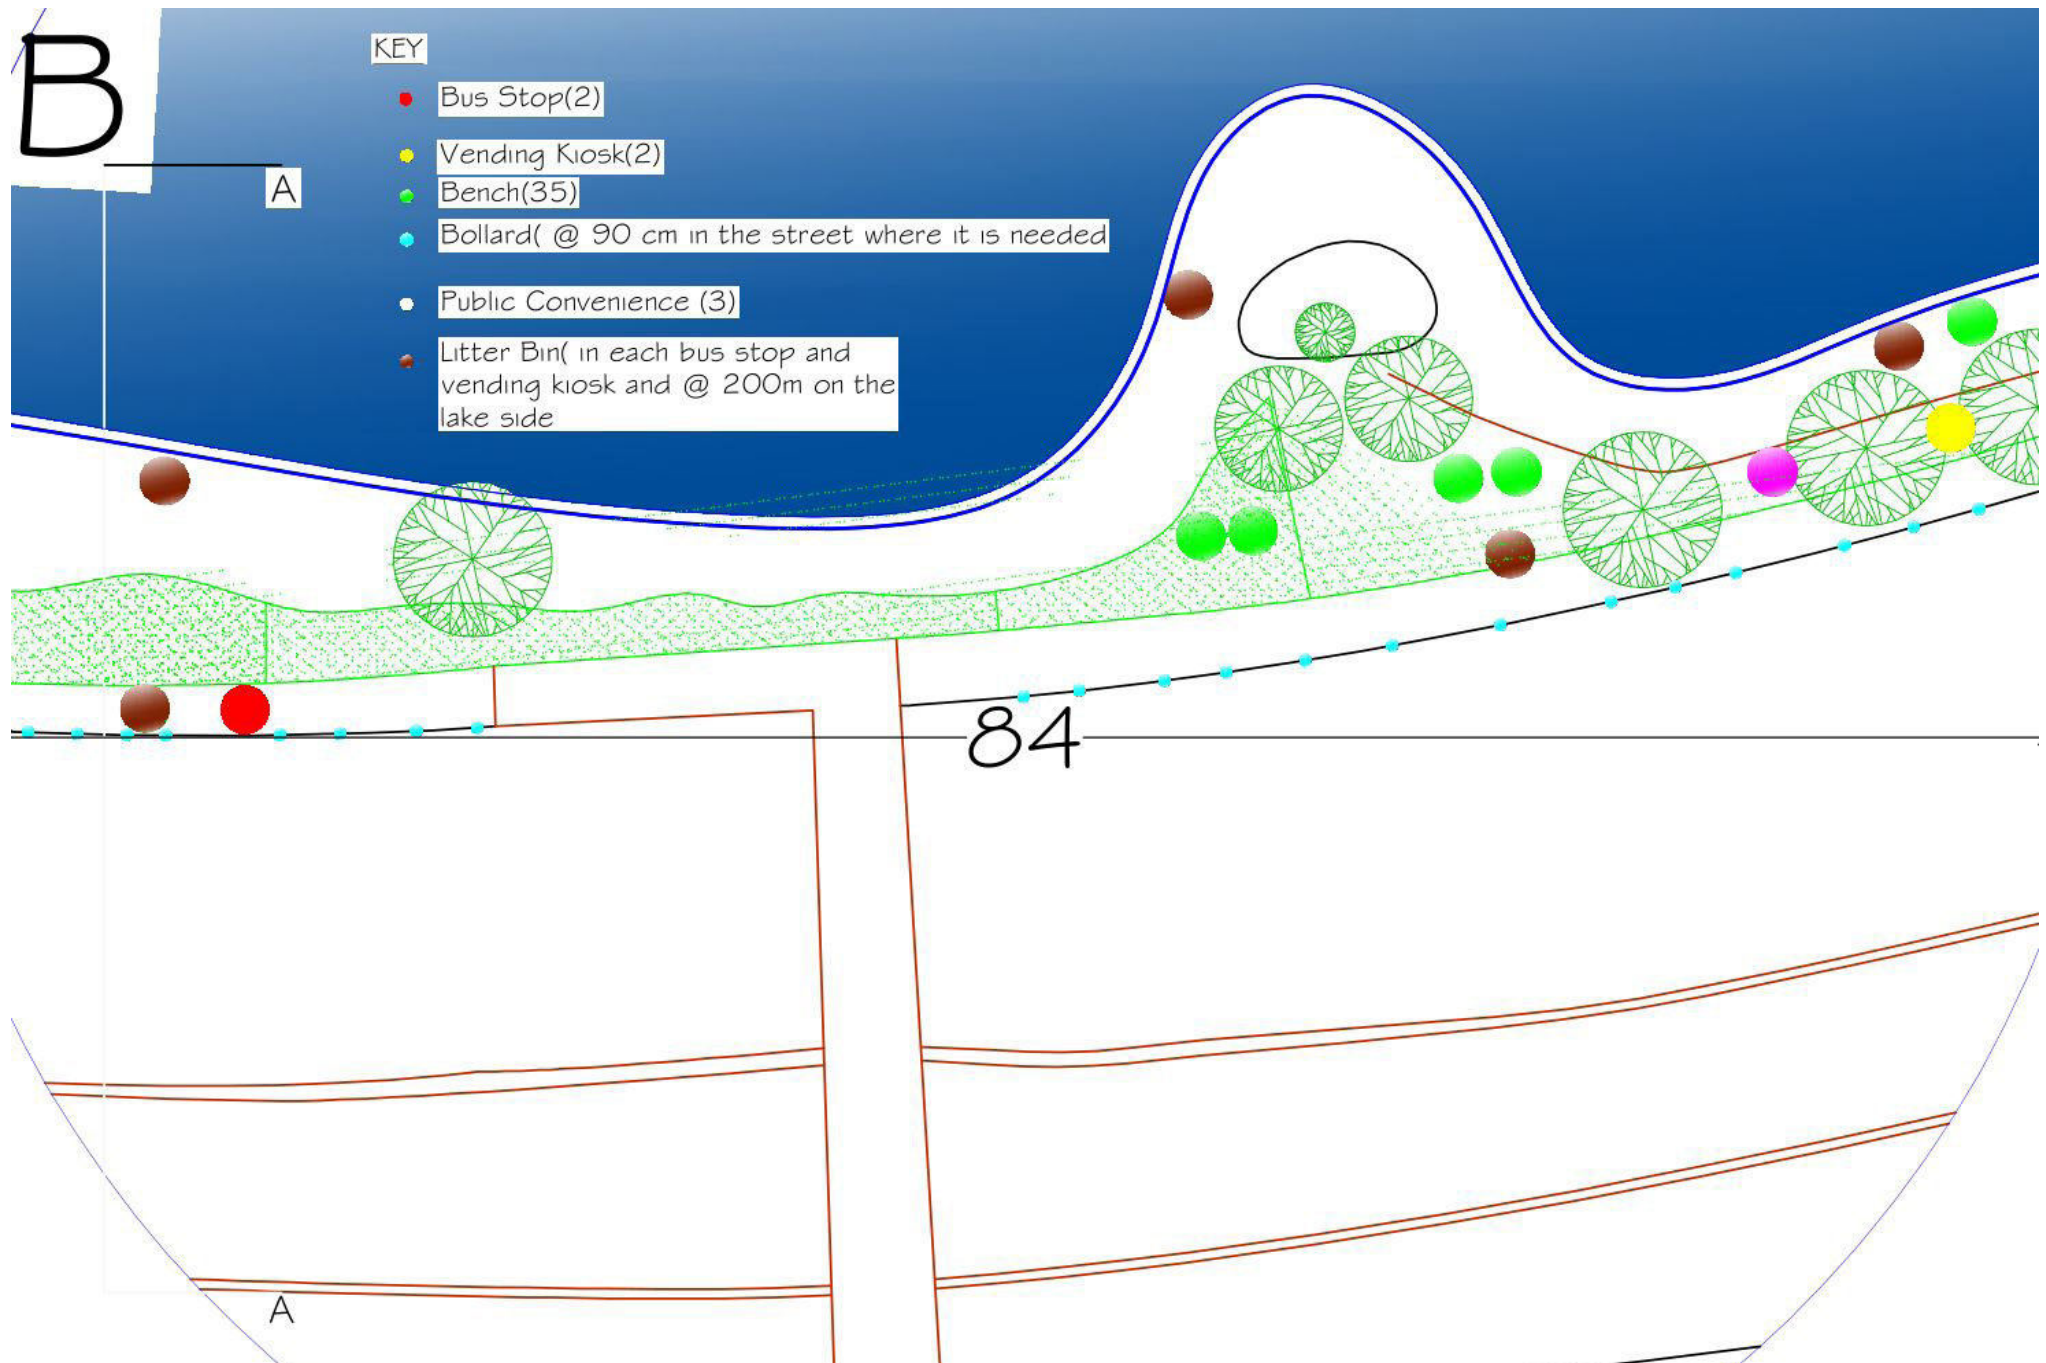 B
KEY
Bus Stop(2)
Vending Kiosk(2)
A
Bench(35)
Bollard( @ 90 cm in the street where it is needed
Public Convenience (3)
Litter Bin( in each bus stop and
vending kiosk and @ 200m on the
lake side
84
A